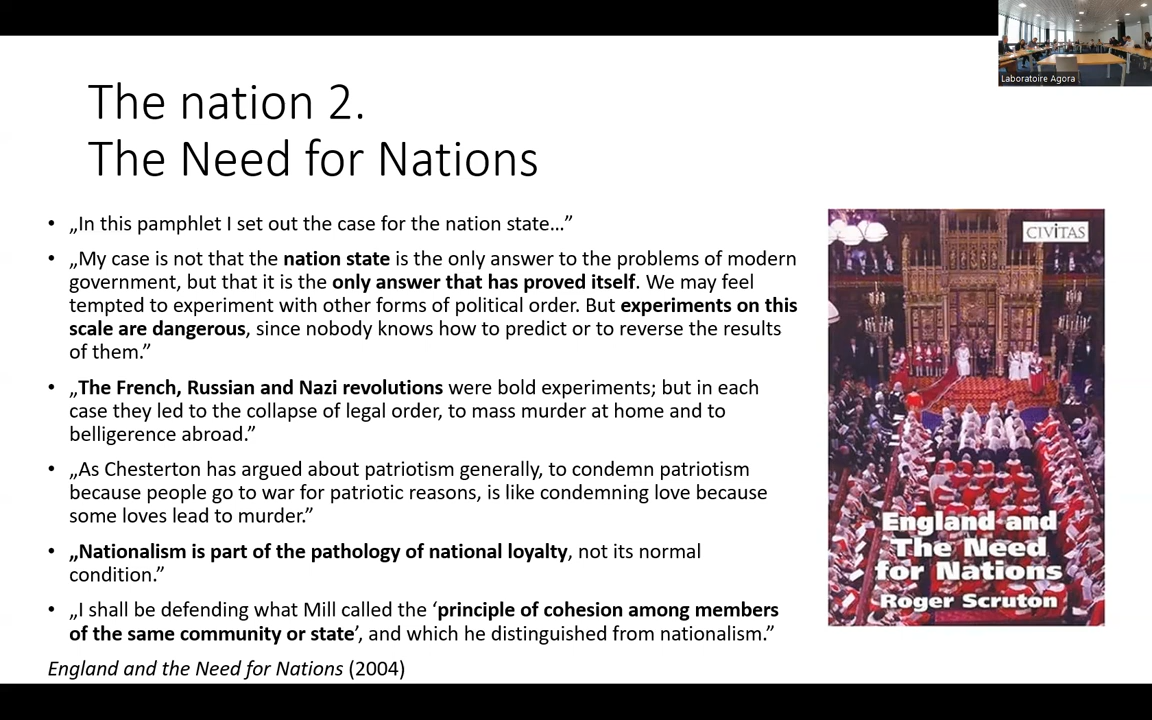 Laboratoire Agora
The nation 2.
The Need for Nations
• „In this pamphlet I set out the case for the nation state…”
• „My case is not that the nation state is the only answer to the problems of modern
government, but that it is the only answer that has proved itself. We may feel
tempted to experiment with other forms of political order. But experiments on this
scale are dangerous, since nobody knows how to predict or to reverse the results
of them.”
• „The French, Russian and Nazi revolutions were bold experiments; but in each
case they led to the collapse of legal order, to mass murder at home and to
belligerence abroad.”
• „As Chesterton has argued about patriotism generally, to condemn patriotism
because people go to war for patriotic reasons, is like condemning love because
some loves lead to murder.”
• „Nationalism is part of the pathology of national loyalty, not its normal
condition.”
• „I shall be defending what Mill called the ‘principle of cohesion among members
of the same community or state’, and which he distinguished from nationalism.”
England and the Need for Nations (2004)
CIVITAS
England and
The Need
for Nations
Roger Scruton